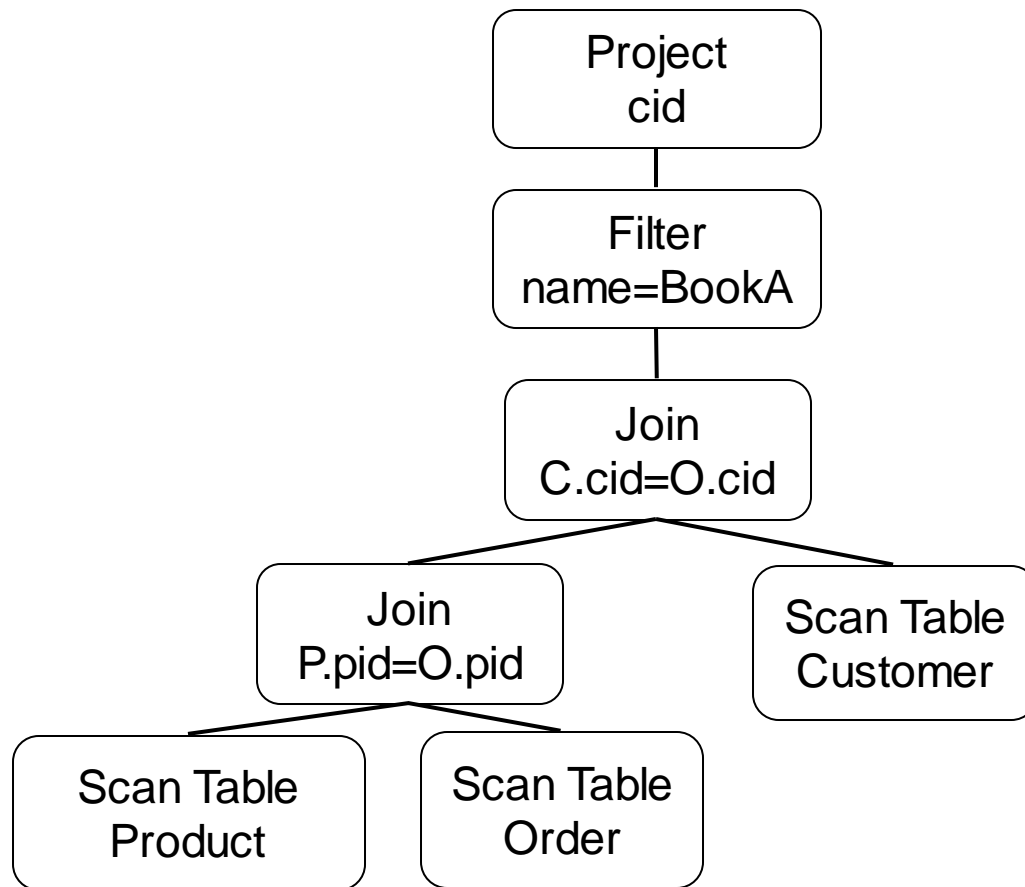 Project
cid
Filter
name=BookA
Join
C.cid=O.cid
Join
P.pid=O.pid
Scan Table
Customer
Scan Table
Product
Scan Table
Order